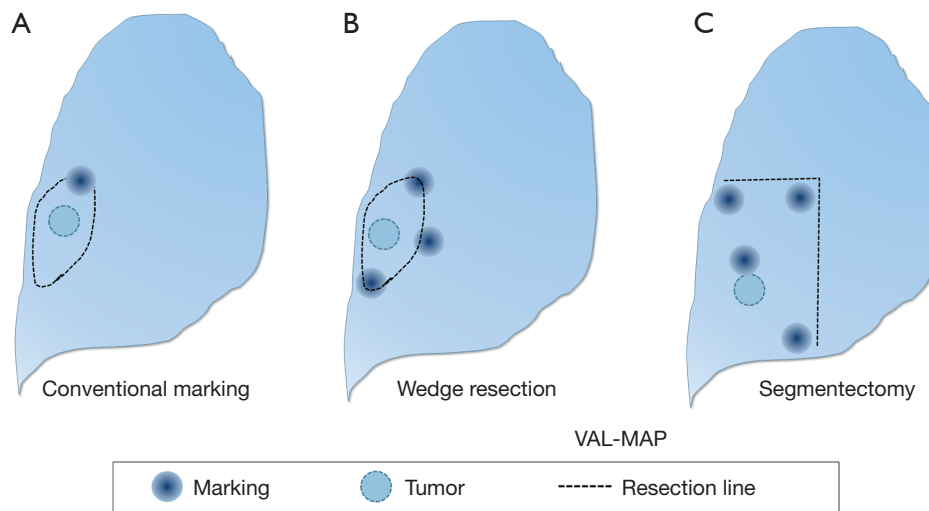 A
B
C
Conventional marking
Wedge resection
Segmentectomy
VAL-MAP
Marking
Tumor
Resection line